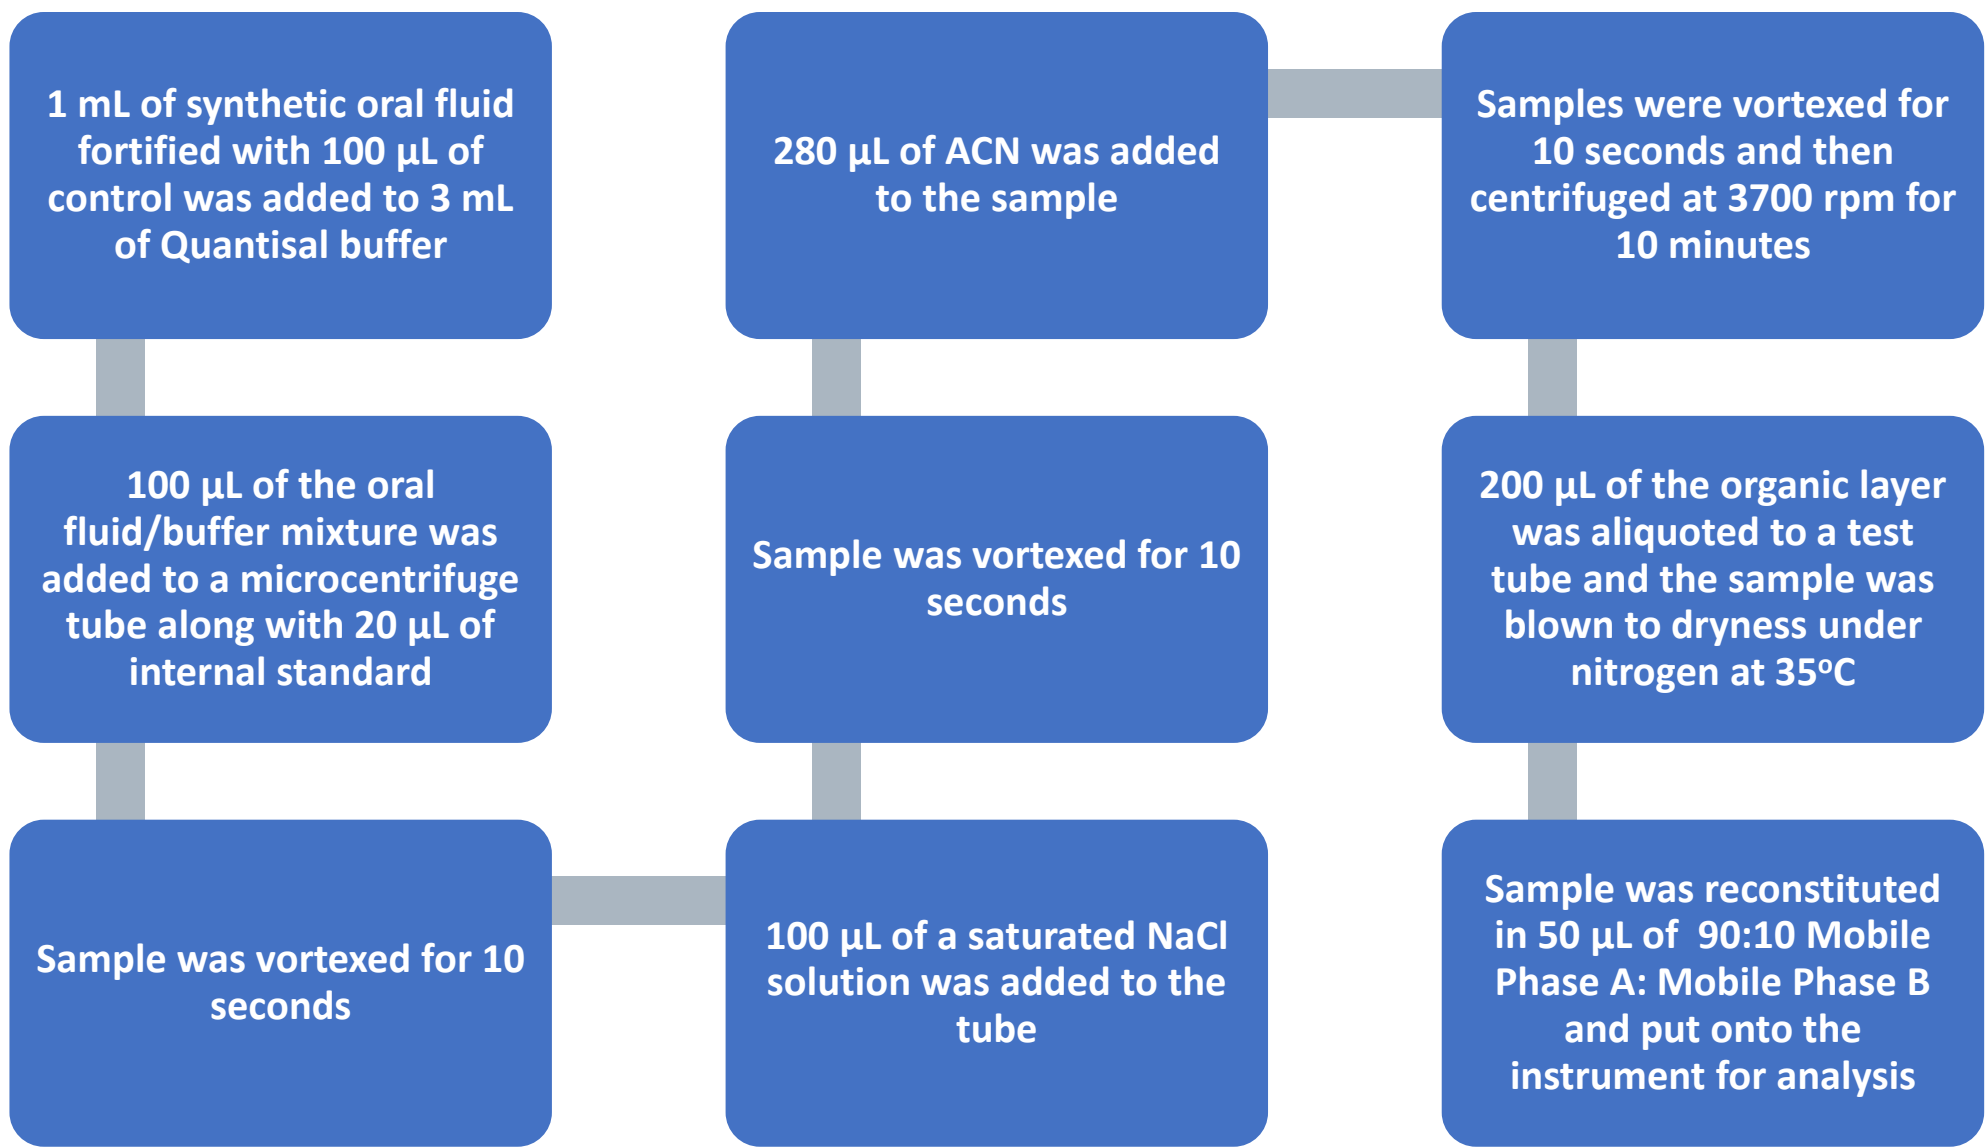 1 mL of synthetic oral fluid
fortified with 100 µL of
control was added to 3 mL
of Quantisal buffer
100 µL of the oral
fluid/buffer mixture was
added to a microcentrifuge
tube along with 20 µL of
internal standard
Sample was vortexed for 10
seconds
100 µL of a saturated NaCl
solution was added to the
tube
Sample was vortexed for 10
seconds
280 µL of ACN was added
to the sample
Samples were vortexed for
10 seconds and then
centrifuged at 3700 rpm for
10 minutes
200 µL of the organic layer
was aliquoted to a test
tube and the sample was
blown to dryness under
nitrogen at 35°C
Sample was reconstituted
in 50 µL of  90:10 Mobile
Phase A: Mobile Phase B
and put onto the
instrument for analysis